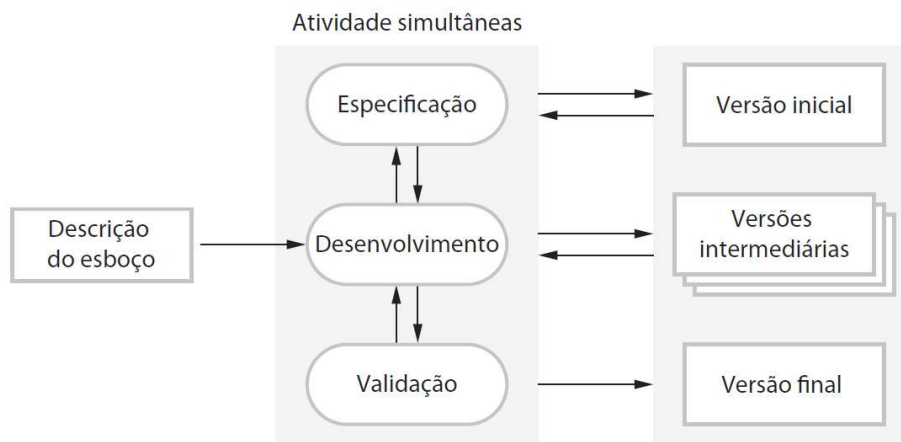 Atividade simultâneas
Especificação
Versão inicial
Descrição
do esboço
Desenvolvimento
Versões
intermediárias
Validação
Versão final